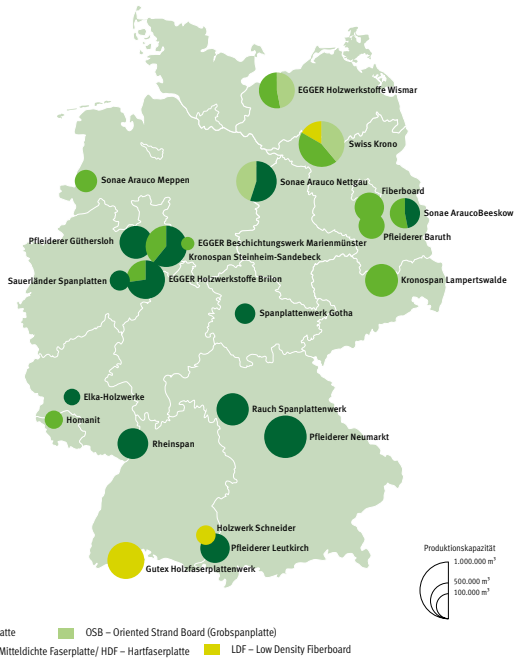 EGGER Holzwerkstoffe Wismar
Swiss Krono
Sonae Arauco Meppen
Sonae Arauco Nettgau
Fiberboard
Sonae AraucoBeeskow
Pfleiderer Baruth
Pfleiderer Güthersloh
EGGER Beschichtungswerk Marienmünster
Kronospan Steinheim-Sandebeck
Sauerländer Spanplatten
EGGER Holzwerkstoffe Brilon
Kronospan Lampertswalde
Spanplattenwerk Gotha
Elka-Holzwerke
Homanit
Rauch Spanplattenwerk
Rheinspan
Pfleiderer Neumarkt
Holzwerk Schneider
Pfleiderer Leutkirch
Gutex Holzfaserplattenwerk
Produktionskapazität
1.000.000 m³
500.000 m³
100.000 m³
atte
OSB – Oriented Strand Board (Grobspanplatte)
Mitteldichte Faserplatte/ HDF – Hartfaserplatte
LDF – Low Density Fiberboard